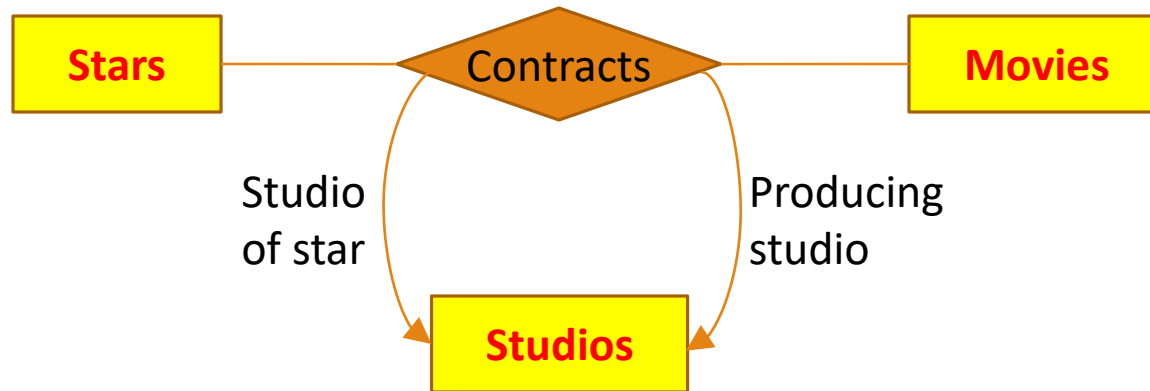 Stars
Contracts
Movies
Studio
of star
Producing
studio
Studios